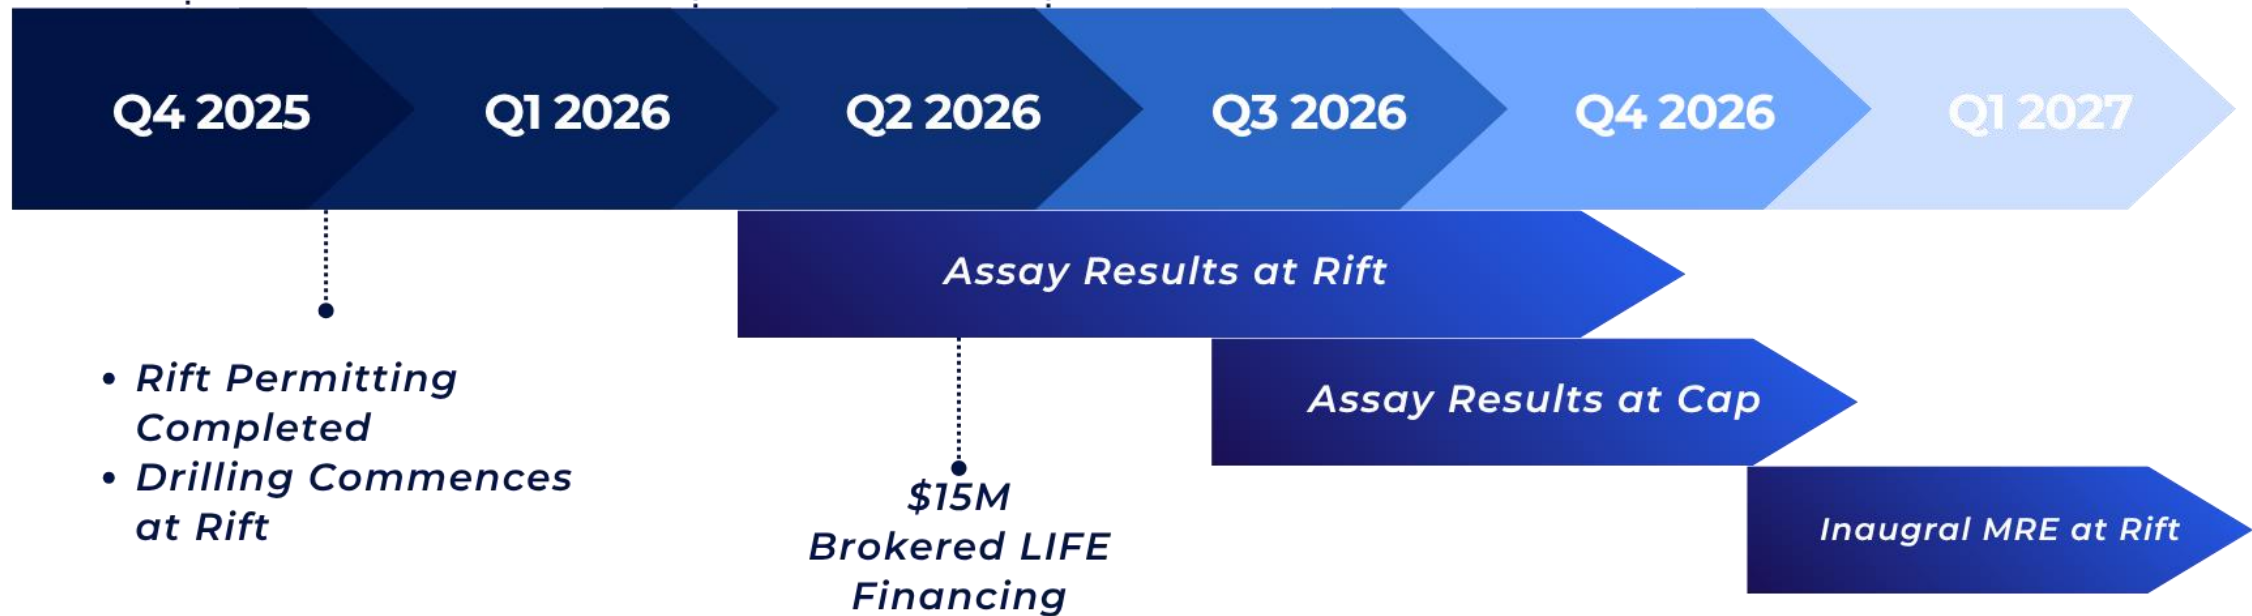 Q4 2025
Q1 2026
Q2 2026
Q3 2026
Q4 2026
Q1 2027
Assay Results at Rift
Assay Results at Cap
Inaugral MRE at Rift
• Rift Permitting
Completed
• Drilling Commences
at Rift
$15M
Brokered LIFE
Financing